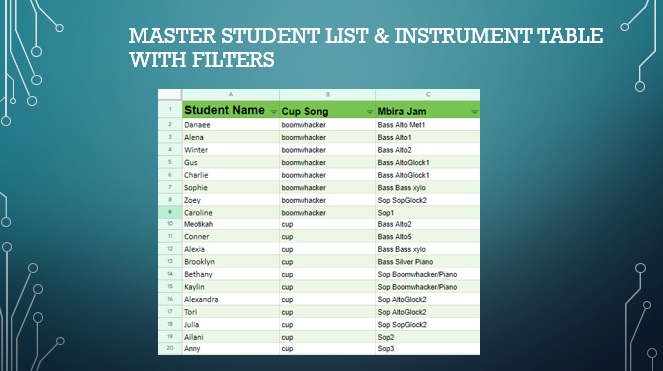 MASTER STUDENT LIST & INSTRUMENT TABLE
WITH FILTERS
A B C
1 Student Name Cup Song Mbira Jam
2 Danaee boomwhacker Bass Alto Met1
3 Alena boomwhacker Bass Alto1
4 Winter boomwhacker Bass Alto2
5 Gus boomwhacker Bass AltoGlock1
6 Charlie boomwhacker Bass AltoGlock1
7 Sophie boomwhacker Bass Bass xylo
8 Zoey boomwhacker Sop SopGlock2
9 Caroline boomwhacker Sop1
10 Meotikah cup Bass Alto2
11 Conner cup Bass Alto5
12 Alexia cup Bass Bass xylo
13 Brooklyn cup Bass Silver Piano
14 Bethany cup Sop Boomwhacker/Piano
15 Kaylin cup Sop Boomwhacker/Piano
16 Alexandra cup Sop AltoGlock2
17 Tori cup Sop AltoGlock2
18 Julia cup Sop SopGlock2
19 Ailani cup Sop2
20 Anny cup Sop3